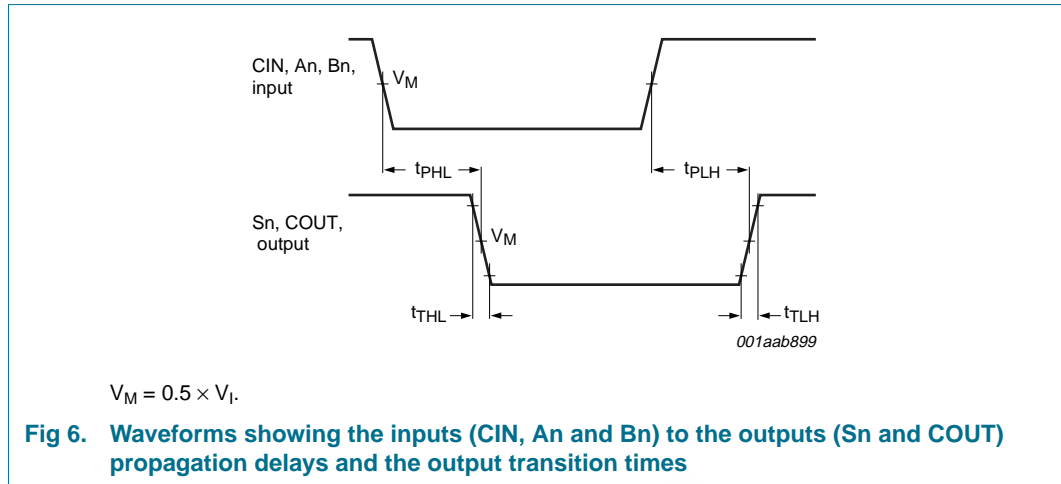 CIN, An, Bn,
input
VM
tPHL
tPLH
Sn, COUT,
output
VM
tTHL
tTLH
001aab899
VM = 0.5 × VI.
Fig 6. Waveforms showing the inputs (CIN, An and Bn) to the outputs (Sn and COUT)
propagation delays and the output transition times